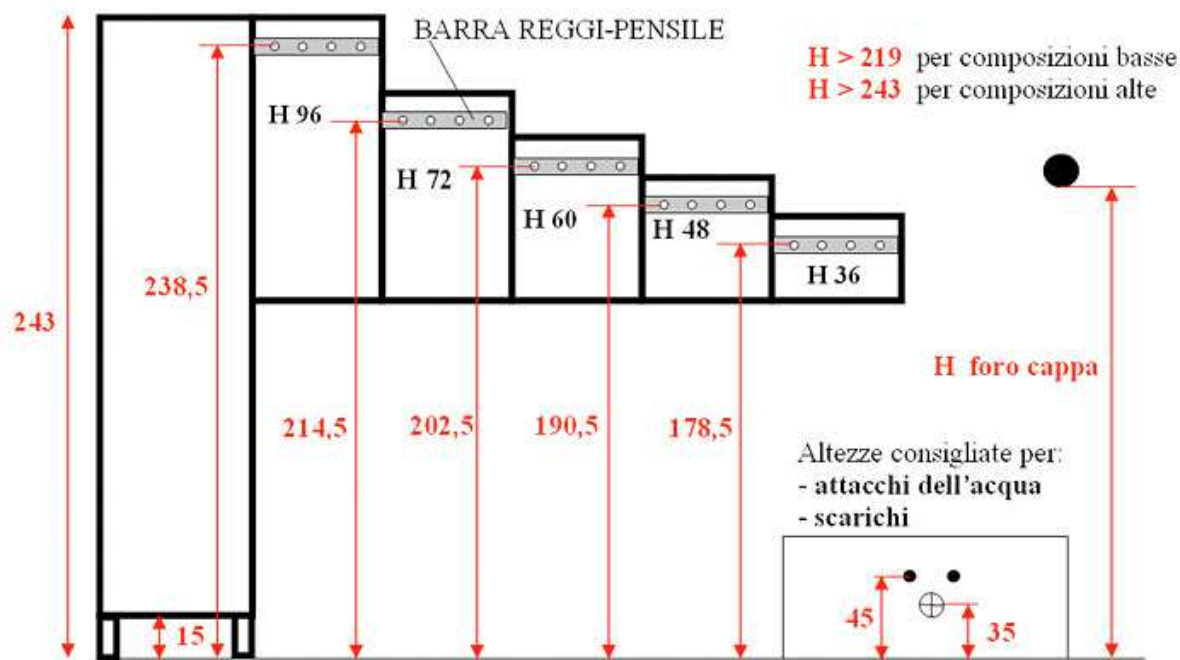 BARRA REGGI-PENSILE
H > 219 per composizioni basse
H > 243 per composizioni alte
H 96
H 72
H 60
H 48
H 36
238,5
243
H foro cappa
214,5
202,5
190,5
178,5
Altezze consigliate per:
- attacchi dell'acqua
- scarichi
15
45
35